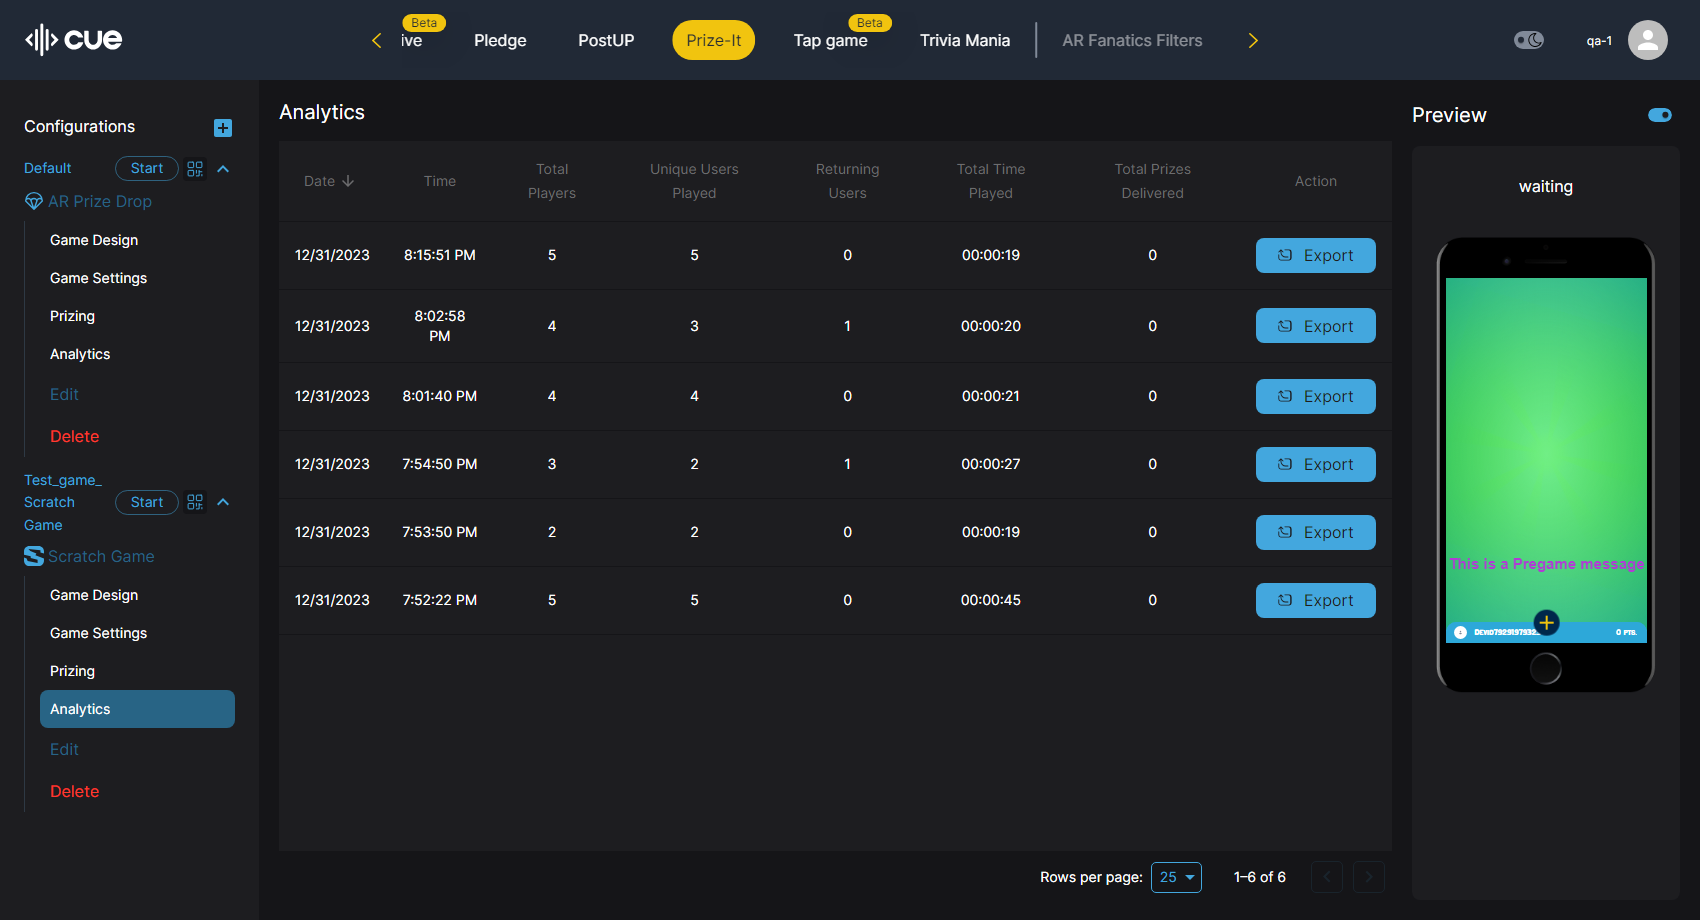 cue
Beta
ive
Pledge
PostUP
Prize-It
Beta
Tap game
Trivia Mania
AR Fanatics Filters
qa-1
Configurations
Default
Start
AR Prize Drop
Game Design
Game Settings
Prizing
Analytics
Edit
Delete
Test_game_
Scratch
Game
Start
Scratch Game
Game Design
Game Settings
Prizing
Analytics
Edit
Delete
Analytics
Date Time Total Players Unique Users Played Returning Users Total Time Played Total Prizes Delivered Action
12/31/2023 8:15:51 PM 5 5 0 00:00:19 0 Export
12/31/2023 8:02:58 PM 4 3 1 00:00:20 0 Export
12/31/2023 8:01:40 PM 4 4 0 00:00:21 0 Export
12/31/2023 7:54:50 PM 3 2 1 00:00:27 0 Export
12/31/2023 7:53:50 PM 2 2 0 00:00:19 0 Export
12/31/2023 7:52:22 PM 5 5 0 00:00:45 0 Export
Rows per page: 25 1–6 of 6
Preview
waiting
This is a Pregame message
0 PTS.